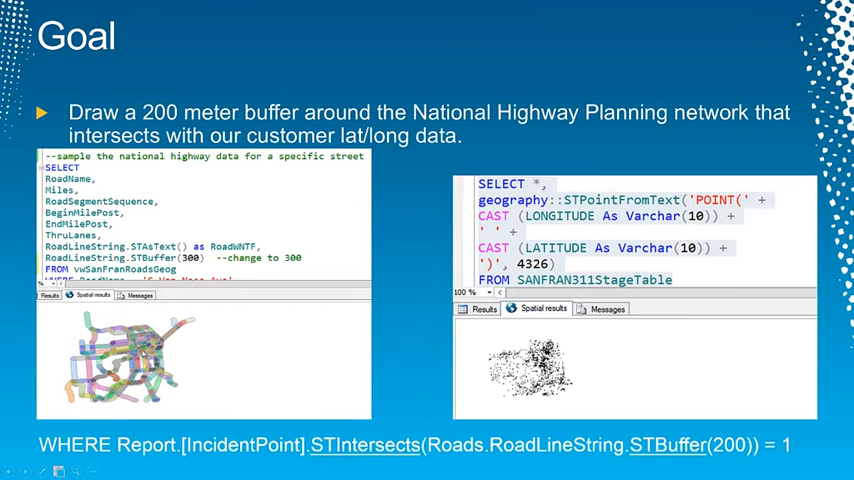 Goal
Draw a 200 meter buffer around the National Highway Planning network that
intersects with our customer lat/long data.
--sample the national highway data for a specific street
SELECT
RoadName,
Miles,
RoadSegmentSequence,
BeginMilePost,
EndMilePost,
ThruLanes,
RoadLineString.STAsText() as RoadWNTF,
RoadLineString.STBuffer(300) --change to 300
FROM vwSanFranRoadsGeog
% <
Results Spatial results Messages
SELECT *,
geography::STPointFromText('POINT(' +
CAST (LONGITUDE As Varchar(10)) +
' ' +
CAST (LATITUDE As Varchar(10)) +
')', 4326)
FROM SANFRAN311StageTable
100 % <
Results Spatial results Messages
WHERE Report.[IncidentPoint].STIntersects(Roads.RoadLineString.STBuffer(200)) = 1